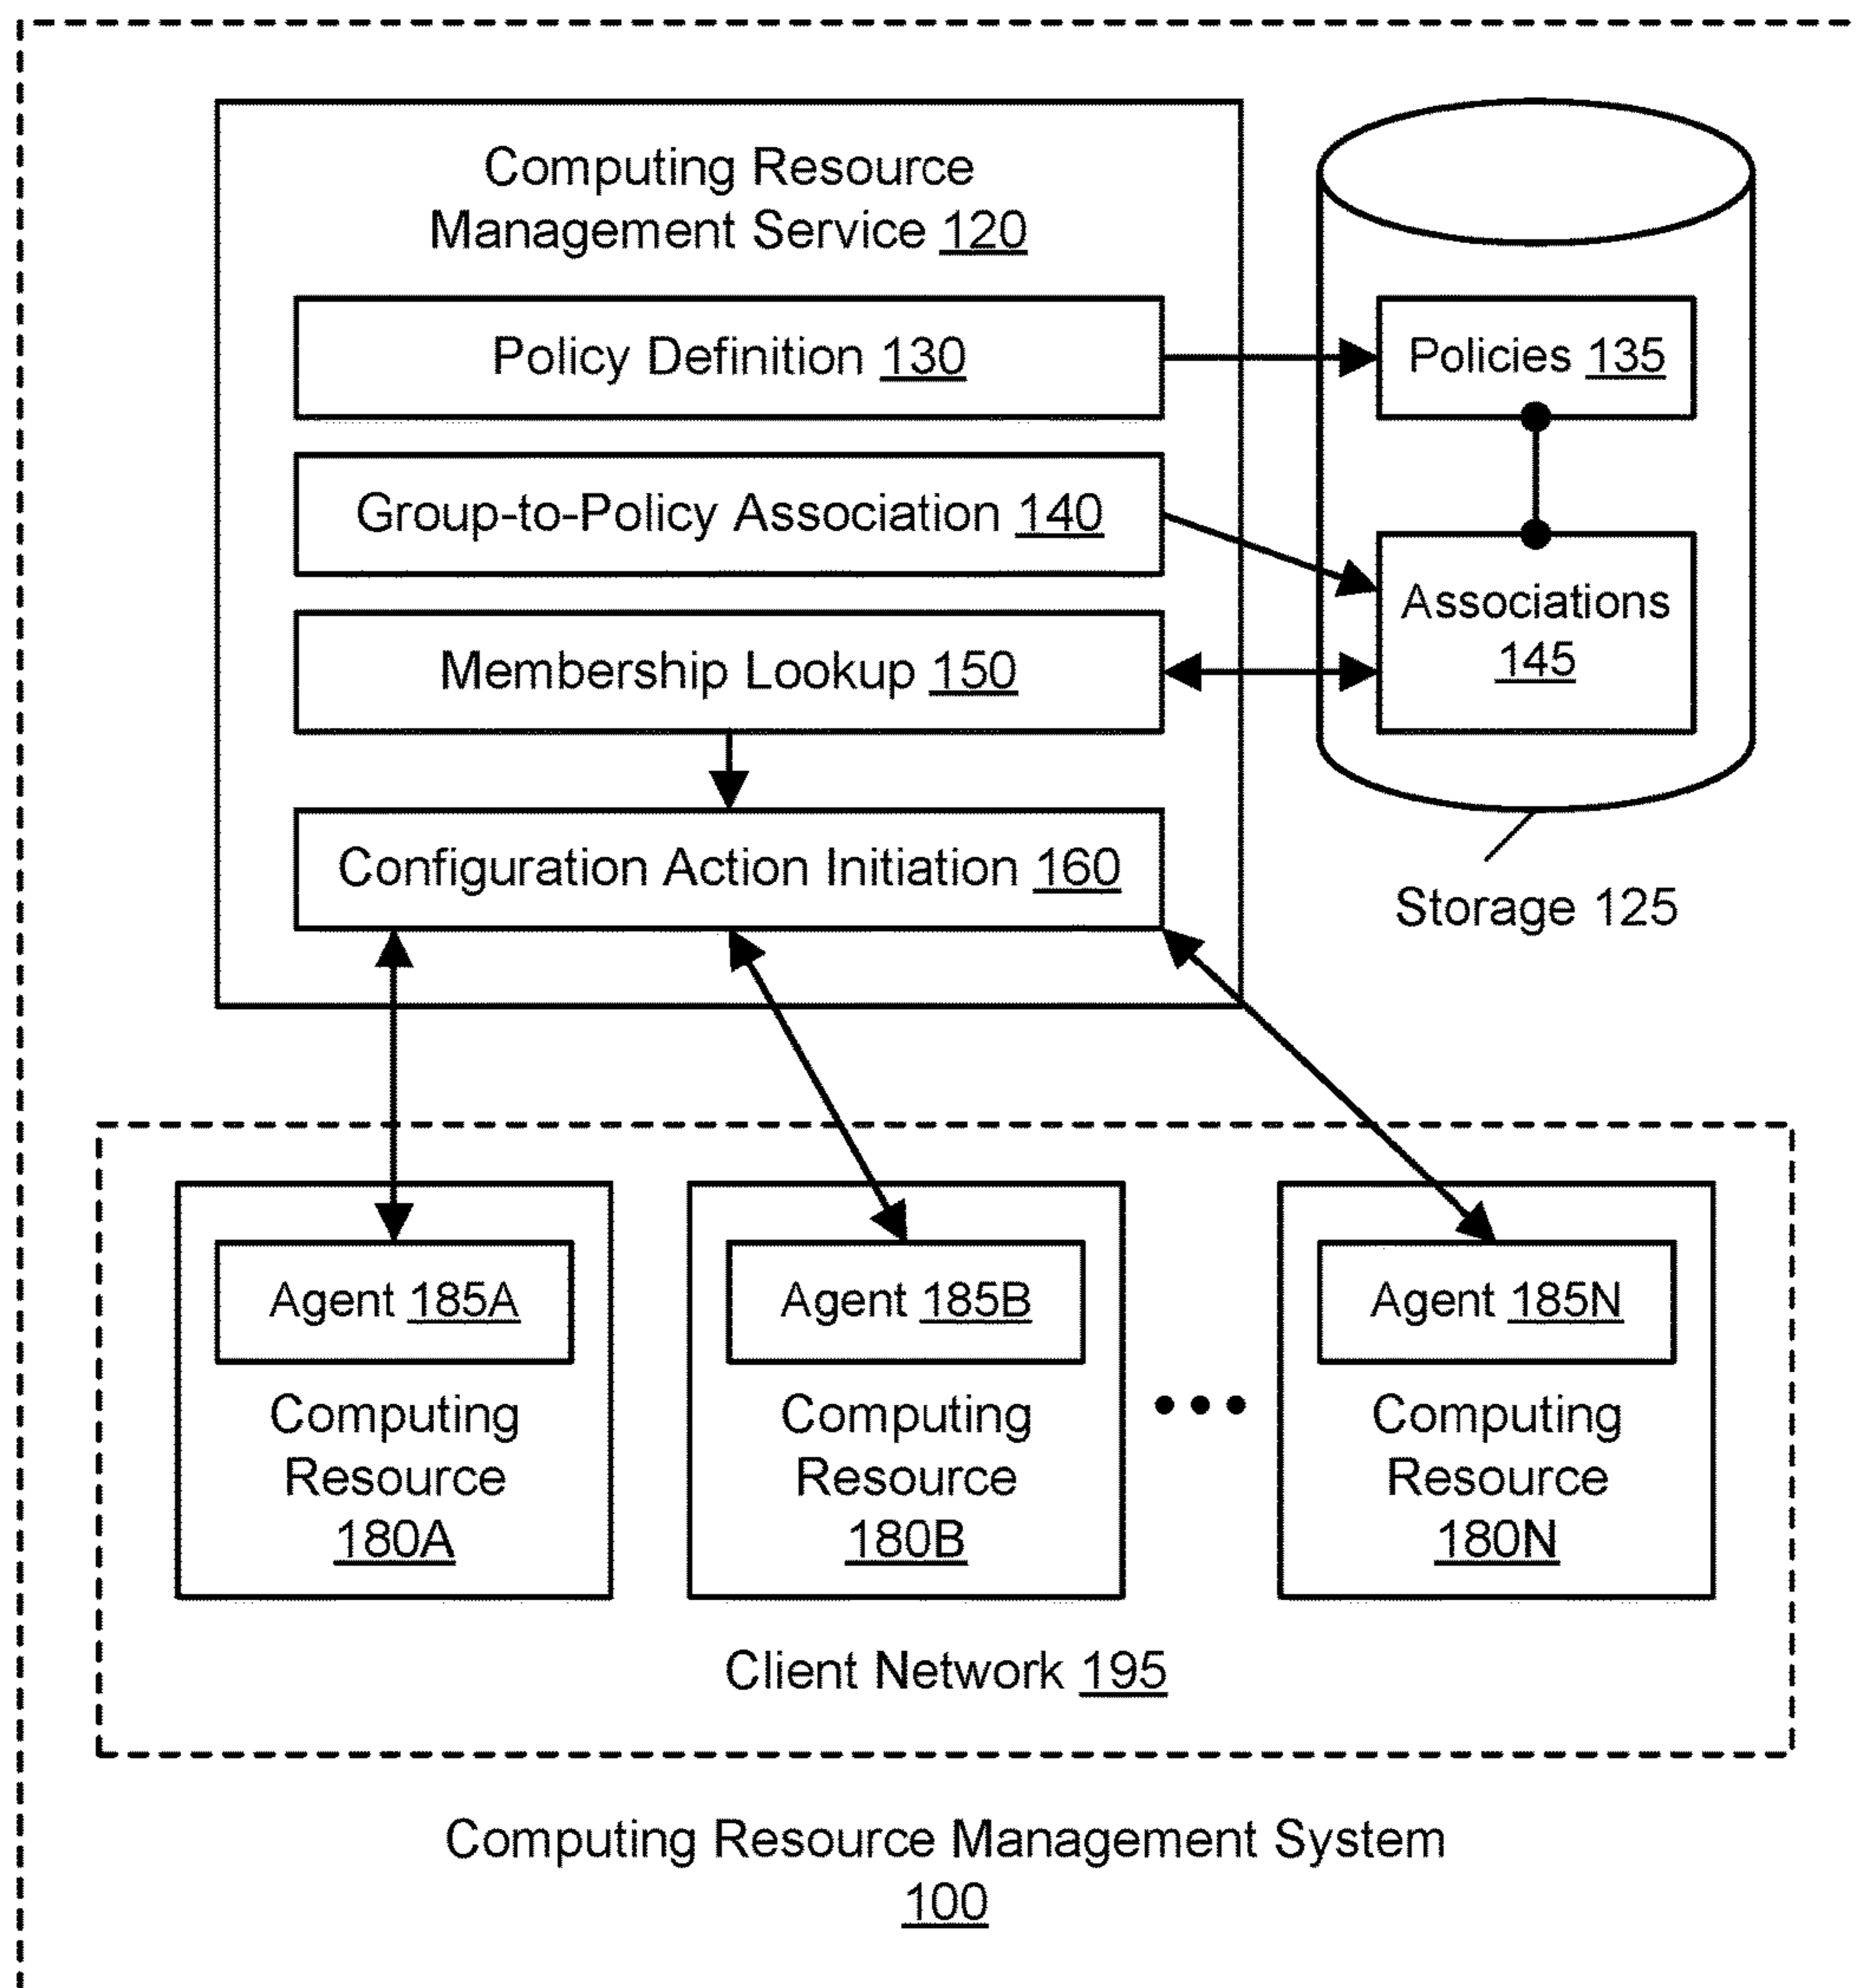 Computing Resource
Management Service 120
Policy Definition 130
Policies 135
Group-to-Policy Association 140
Associations
145
Membership Lookup 150
Configuration Action Initiation 160
Storage 125
Agent 185A
Computing
Resource
180A
Agent 185B
Computing
Resource
180B
Agent 185N
Computing
Resource
180N
Client Network 195
Computing Resource Management System
100